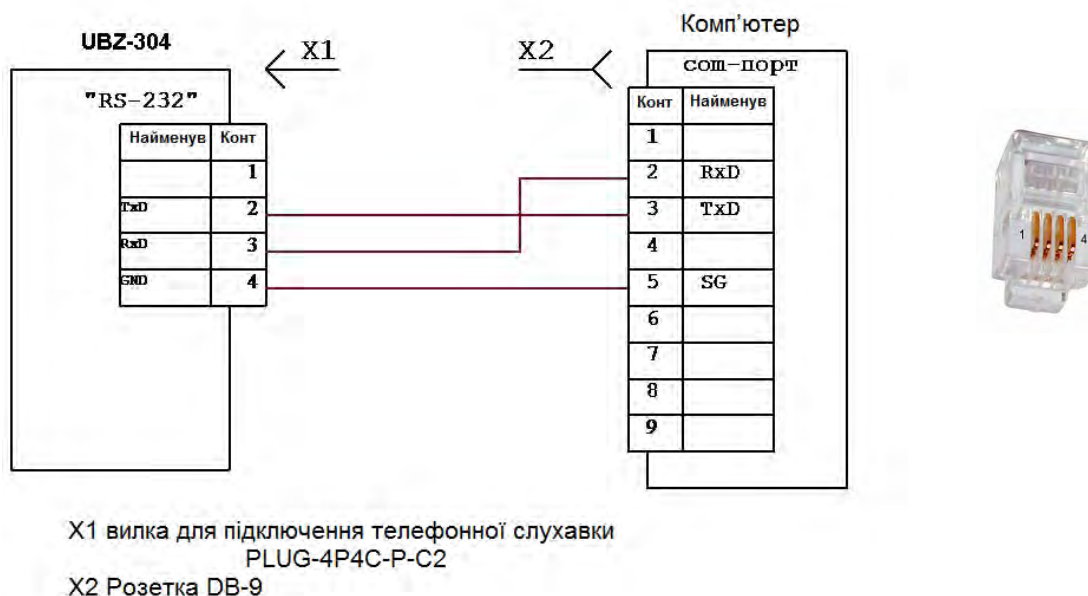 UBZ-304
X1
X2
Комп’ютер
"RS-232"
Найменув Конт
1
TxD 2
RxD 3
GND 4
com-порт
Конт Найменув
1
2 RxD
3 TxD
4
5 SG
6
7
8
9
1 4
X1 вилка для підключення телефонної слухавки
PLUG-4P4C-P-C2
X2 Розетка DB-9